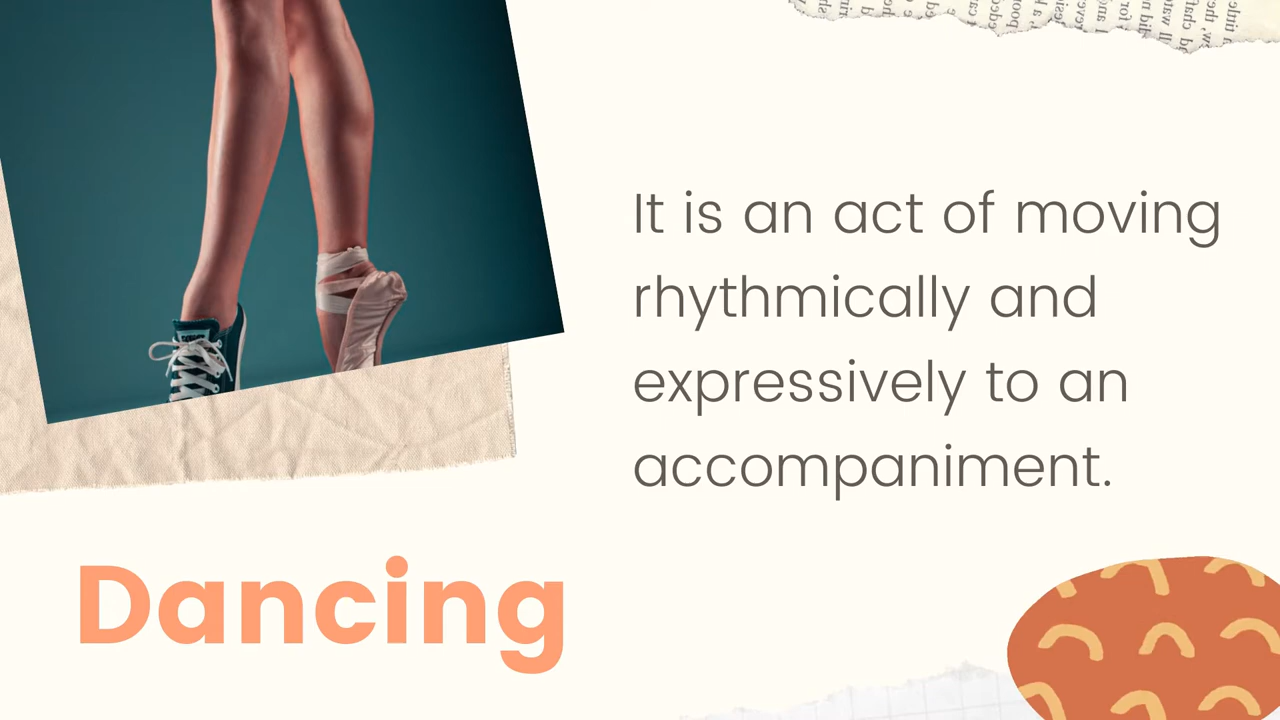 It is an act of moving
rhythmically and
expressively to an
accompaniment.
Dancing